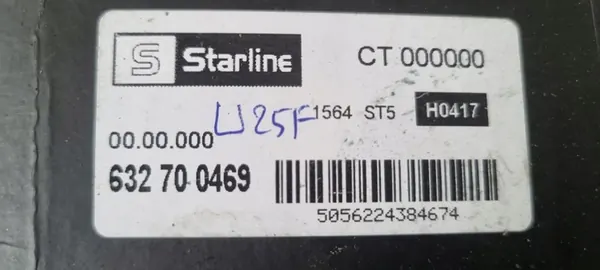 S Starline CT 000000
U25F 1564 ST5 H0417
00.00.000
632 70 0469
5056224384674